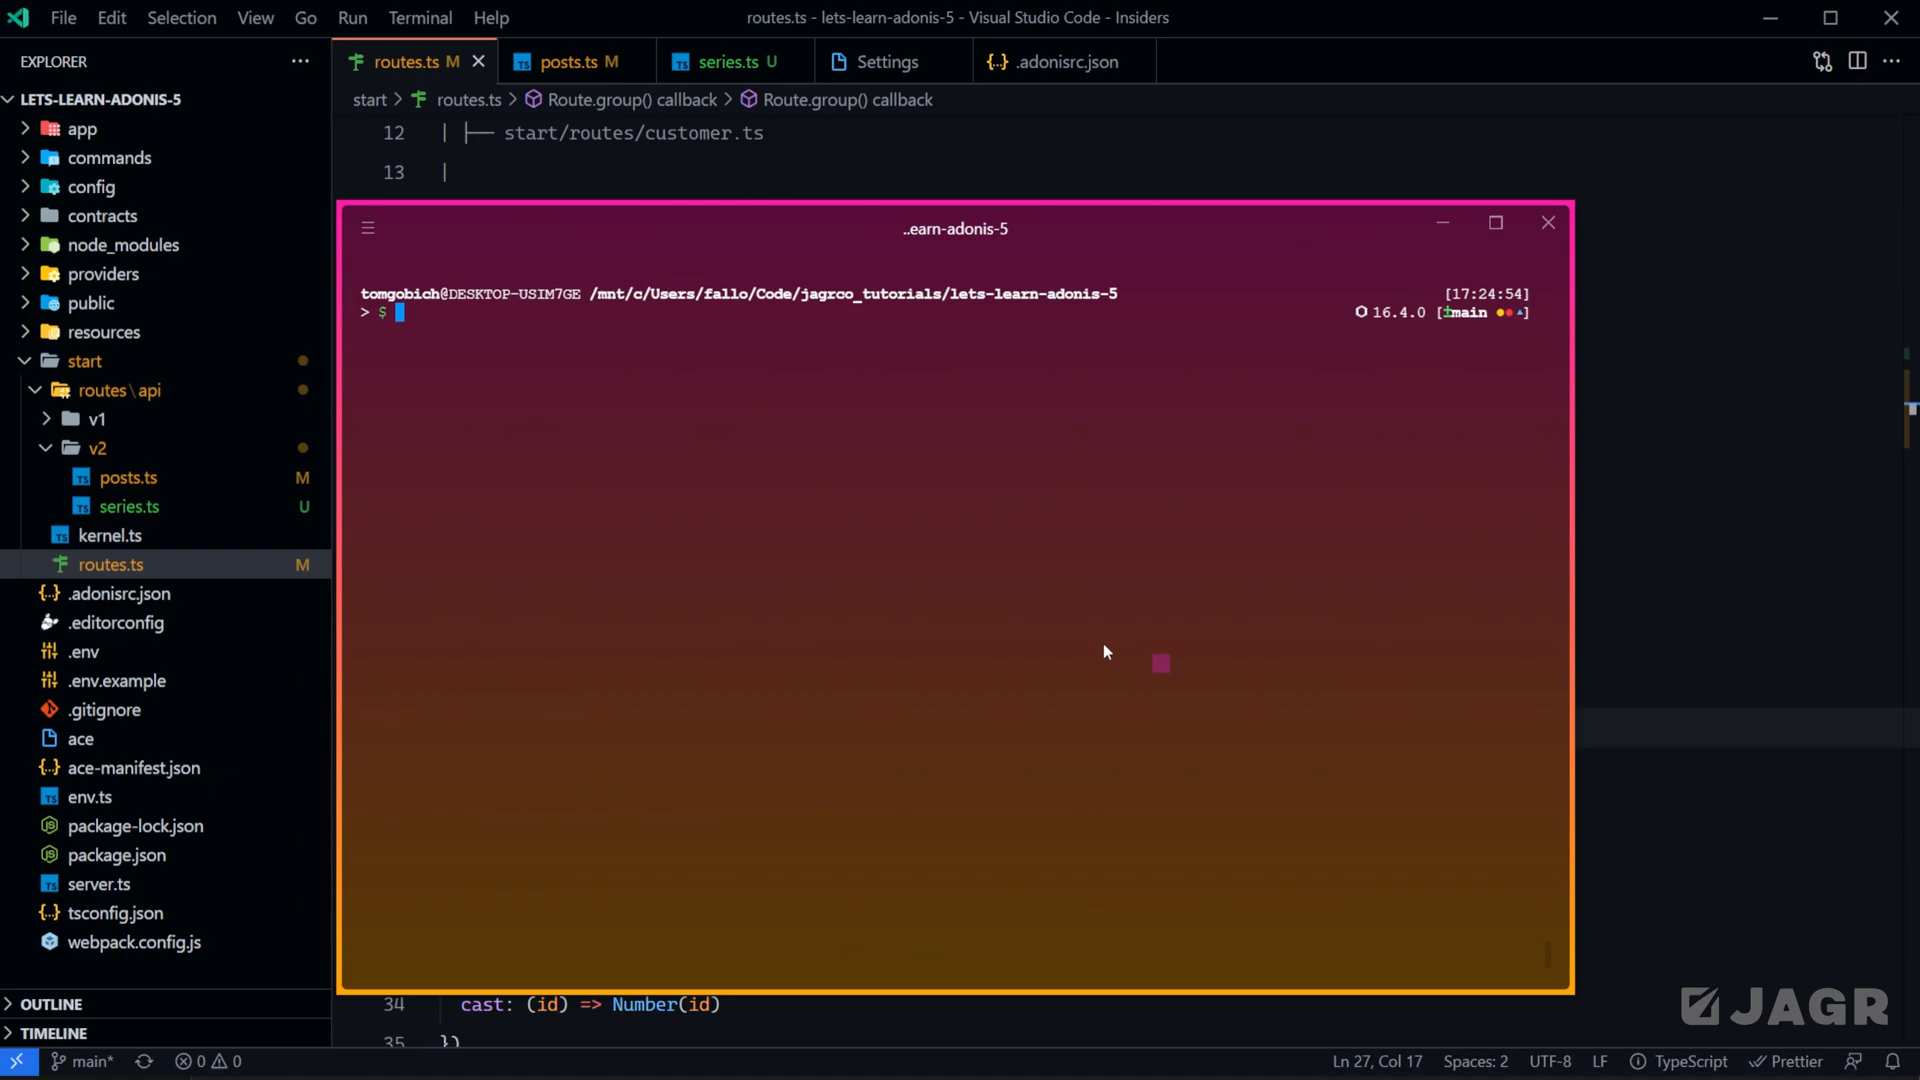 File Edit Selection View Go Run Terminal Help
routes.ts - lets-learn-adonis-5 - Visual Studio Code - Insiders
EXPLORER
routes.ts M posts.ts M series.ts U Settings .adonisrc.json
start > routes.ts > Route.group() callback > Route.group() callback
LETS-LEARN-ADONIS-5
app
commands
config
contracts
node_modules
providers
public
resources
start
routes\api
v1
v2
posts.ts M
series.ts U
kernel.ts
routes.ts M
.adonisrc.json
.editorconfig
.env
.env.example
.gitignore
ace
ace-manifest.json
env.ts
package-lock.json
package.json
server.ts
tsconfig.json
webpack.config.js
OUTLINE
TIMELINE
12 | ├── start/routes/customer.ts
13 |
..earn-adonis-5
tomgobich@DESKTOP-USIM7GE /mnt/c/Users/fallo/Code/jagrco_tutorials/lets-learn-adonis-5 [17:24:54]
> $ 16.4.0 [±main ●●▲]
34 cast: (id) => Number(id)
35 })
JAGR
main* 0 0 Ln 27, Col 17 Spaces: 2 UTF-8 LF TypeScript Prettier